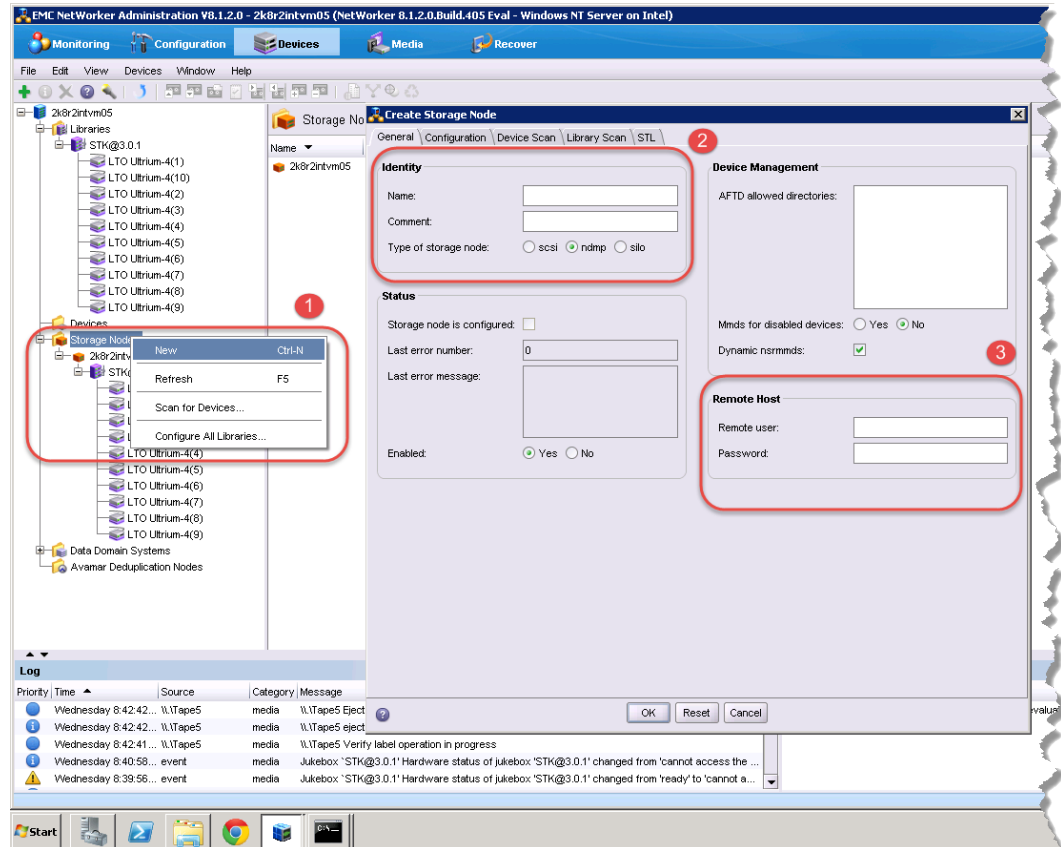 EMC NetWorker Administration V8.1.2.0 - 2k8r2intvm05 (NetWorker 8.1.2.0.Build.405 Eval - Windows NT Server on Intel)
Monitoring Configuration Devices Media Recover
File Edit View Devices Window Help
2k8r2intvm05
Libraries
STK@3.0.1
LTO Ultrium-4(1)
LTO Ultrium-4(10)
LTO Ultrium-4(2)
LTO Ultrium-4(3)
LTO Ultrium-4(4)
LTO Ultrium-4(5)
LTO Ultrium-4(6)
LTO Ultrium-4(7)
LTO Ultrium-4(8)
LTO Ultrium-4(9)
Devices
Storage Node
2k8r2intv
STK@
1
New Ctrl-N
Refresh F5
Scan for Devices...
Configure All Libraries...
LTO Ultrium-4(4)
LTO Ultrium-4(5)
LTO Ultrium-4(6)
LTO Ultrium-4(7)
LTO Ultrium-4(8)
LTO Ultrium-4(9)
Data Domain Systems
Avamar Deduplication Nodes
Storage No
Name
2k8r2intvm05
Create Storage Node
General Configuration Device Scan Library Scan STL
2
Identity
Name:
Comment:
Type of storage node: scsi ndmp silo
Status
Storage node is configured:
Last error number: 0
Last error message:
Enabled: Yes No
Device Management
AFTD allowed directories:
Mmds for disabled devices: Yes No
Dynamic nsrmmds:
3
Remote Host
Remote user:
Password:
OK Reset Cancel
Log
Priority Time Source Category Message
Wednesday 8:42:42... \\.\Tape5 media \\.\Tape5 Eject
Wednesday 8:42:42... \\.\Tape5 media \\.\Tape5 eject
Wednesday 8:42:41... \\.\Tape5 media \\.\Tape5 Verify label operation in progress
Wednesday 8:40:58... event media Jukebox `STK@3.0.1' Hardware status of jukebox 'STK@3.0.1' changed from 'cannot access the ...
Wednesday 8:39:56... event media Jukebox `STK@3.0.1' Hardware status of jukebox 'STK@3.0.1' changed from 'ready' to 'cannot a...
evalua
Start